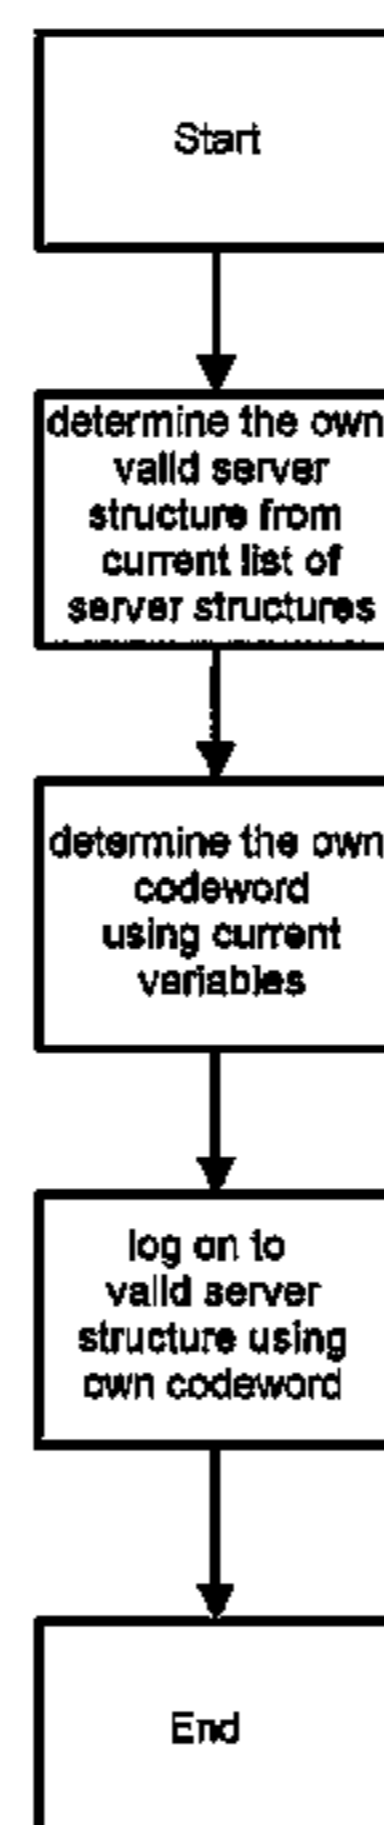 Start
determine the own
valid server
structure from
current list of
server structures
determine the own
codeword
using current
variables
log on to
valid server
structure using
own codeword
End